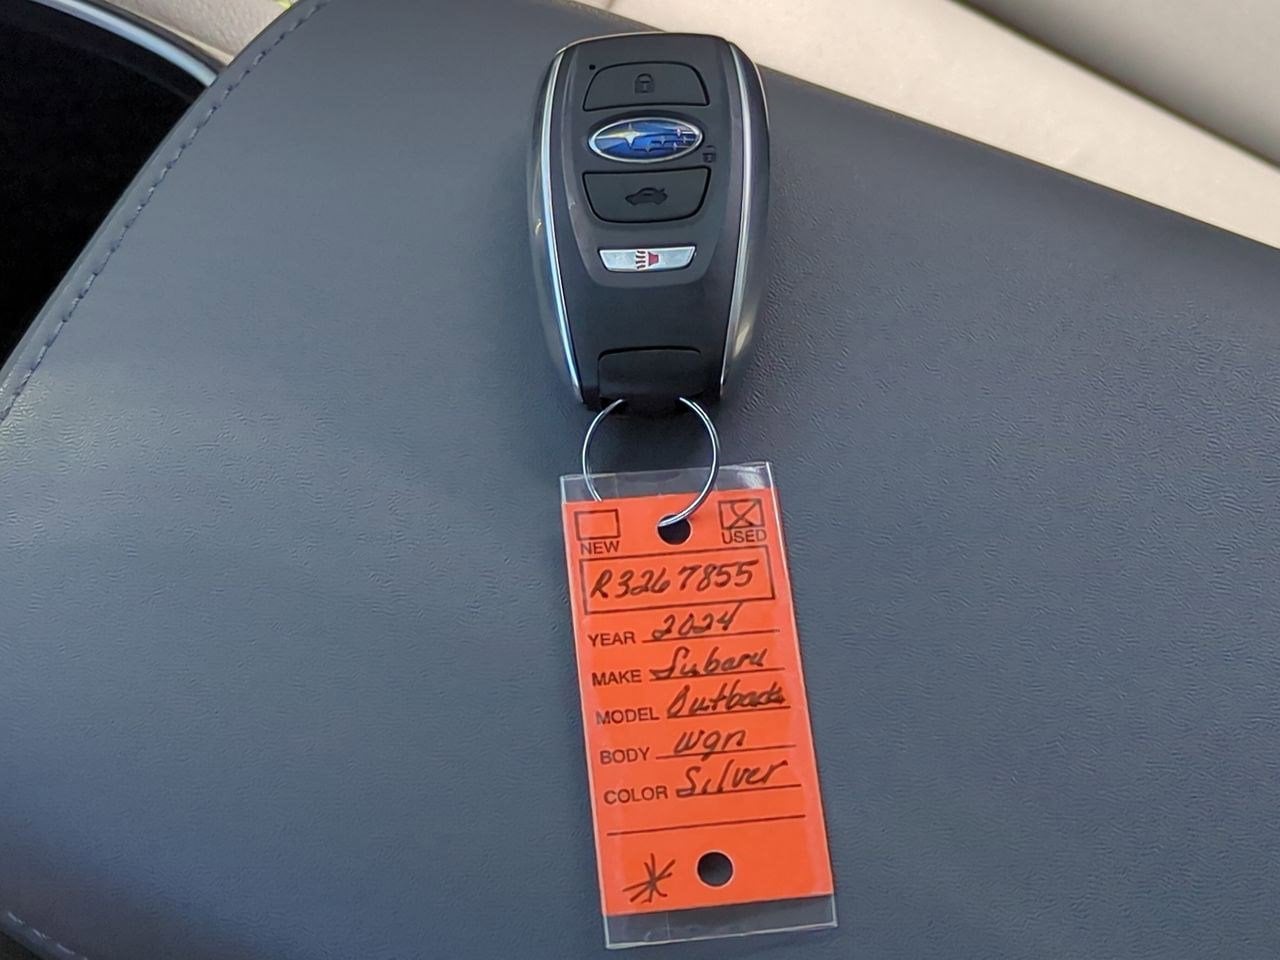 NEW USED
R3267855
YEAR 2024
MAKE Subaru
MODEL Outback
BODY wgn
COLOR Silver